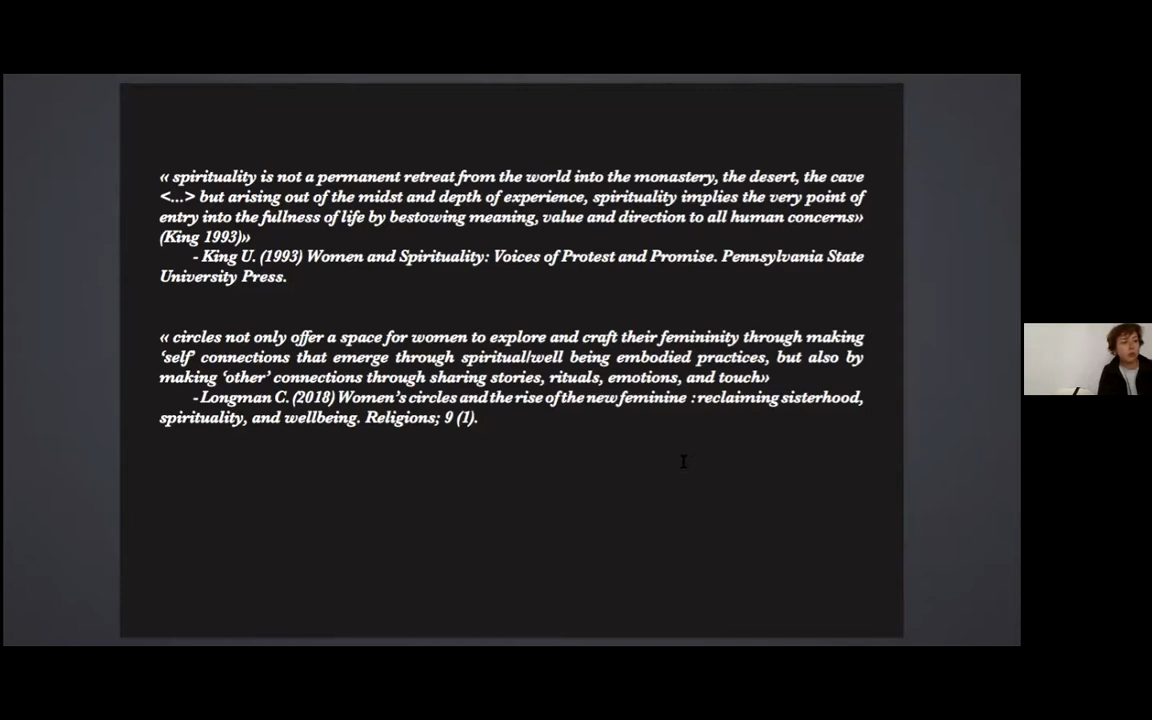 « spirituality is not a permanent retreat from the world into the monastery, the desert, the cave
<...> but arising out of the midst and depth of experience, spirituality implies the very point of
entry into the fullness of life by bestowing meaning, value and direction to all human concerns»
(King 1993)»
- King U. (1993) Women and Spirituality: Voices of Protest and Promise. Pennsylvania State
University Press.
« circles not only offer a space for women to explore and craft their femininity through making
‘self’ connections that emerge through spiritual/well being embodied practices, but also by
making ‘other’ connections through sharing stories, rituals, emotions, and touch»
- Longman C. (2018) Women’s circles and the rise of the new feminine : reclaiming sisterhood,
spirituality, and wellbeing. Religions; 9 (1).